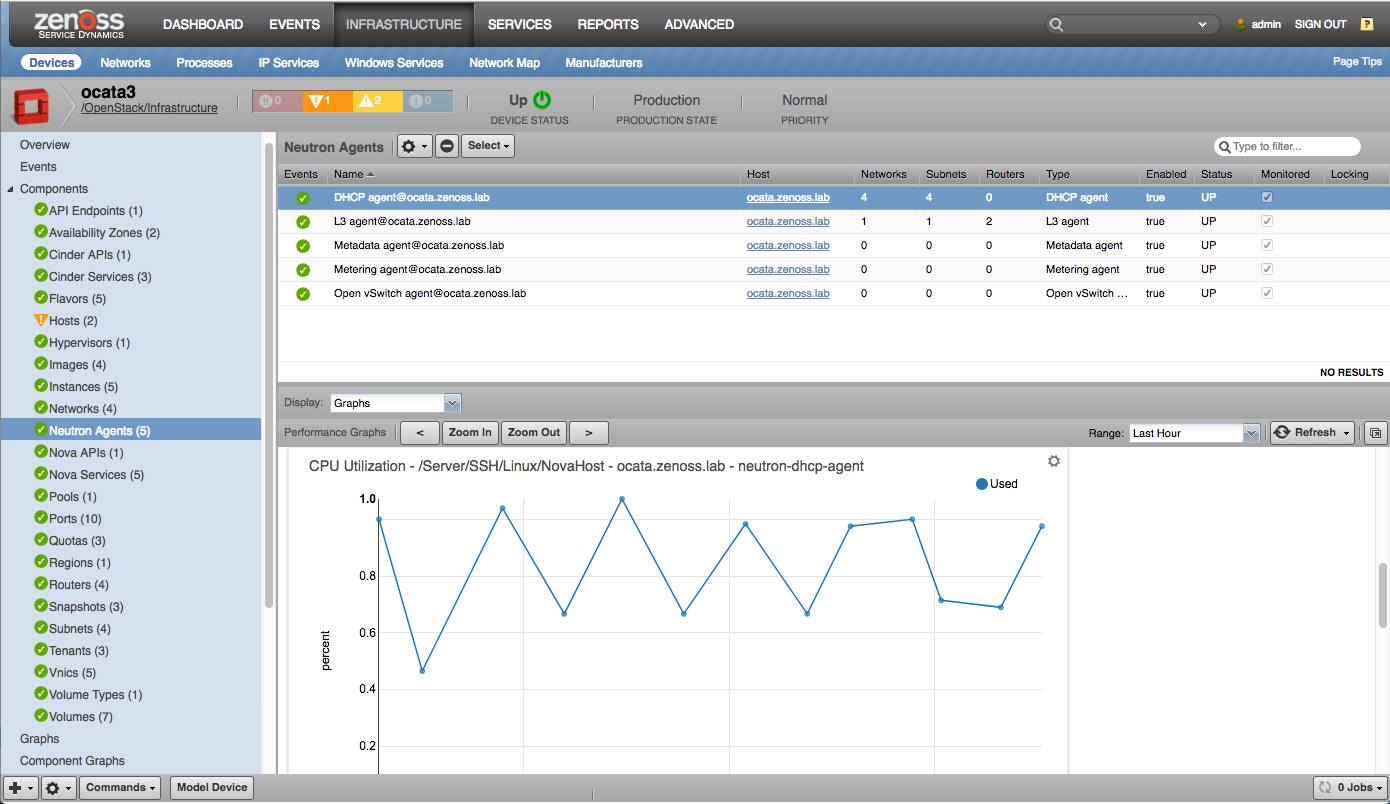 zenoss
SERVICE DYNAMICS
DASHBOARD EVENTS INFRASTRUCTURE SERVICES REPORTS ADVANCED
admin SIGN OUT ?
Devices Networks Processes IP Services Windows Services Network Map Manufacturers Page Tips
ocata3
/OpenStack/Infrastructure
0 1 2 0
Up
DEVICE STATUS
Production
PRODUCTION STATE
Normal
PRIORITY
Overview
Events
Components
API Endpoints (1)
Availability Zones (2)
Cinder APIs (1)
Cinder Services (3)
Flavors (5)
Hosts (2)
Hypervisors (1)
Images (4)
Instances (5)
Networks (4)
Neutron Agents (5)
Nova APIs (1)
Nova Services (5)
Pools (1)
Ports (10)
Quotas (3)
Regions (1)
Routers (4)
Snapshots (3)
Subnets (4)
Tenants (3)
Vnics (5)
Volume Types (1)
Volumes (7)
Graphs
Component Graphs
Neutron Agents Select Type to filter...
Events Name Host Networks Subnets Routers Type Enabled Status Monitored Locking
DHCP agent@ocata.zenoss.lab ocata.zenoss.lab 4 4 0 DHCP agent true UP
L3 agent@ocata.zenoss.lab ocata.zenoss.lab 1 1 2 L3 agent true UP
Metadata agent@ocata.zenoss.lab ocata.zenoss.lab 0 0 0 Metadata agent true UP
Metering agent@ocata.zenoss.lab ocata.zenoss.lab 0 0 0 Metering agent true UP
Open vSwitch agent@ocata.zenoss.lab ocata.zenoss.lab 0 0 0 Open vSwitch ... true UP
NO RESULTS
Display: Graphs
Performance Graphs < Zoom In Zoom Out > Range: Last Hour Refresh
CPU Utilization - /Server/SSH/Linux/NovaHost - ocata.zenoss.lab - neutron-dhcp-agent
Used
1.0
0.8
0.6
0.4
0.2
percent
Commands Model Device 0 Jobs